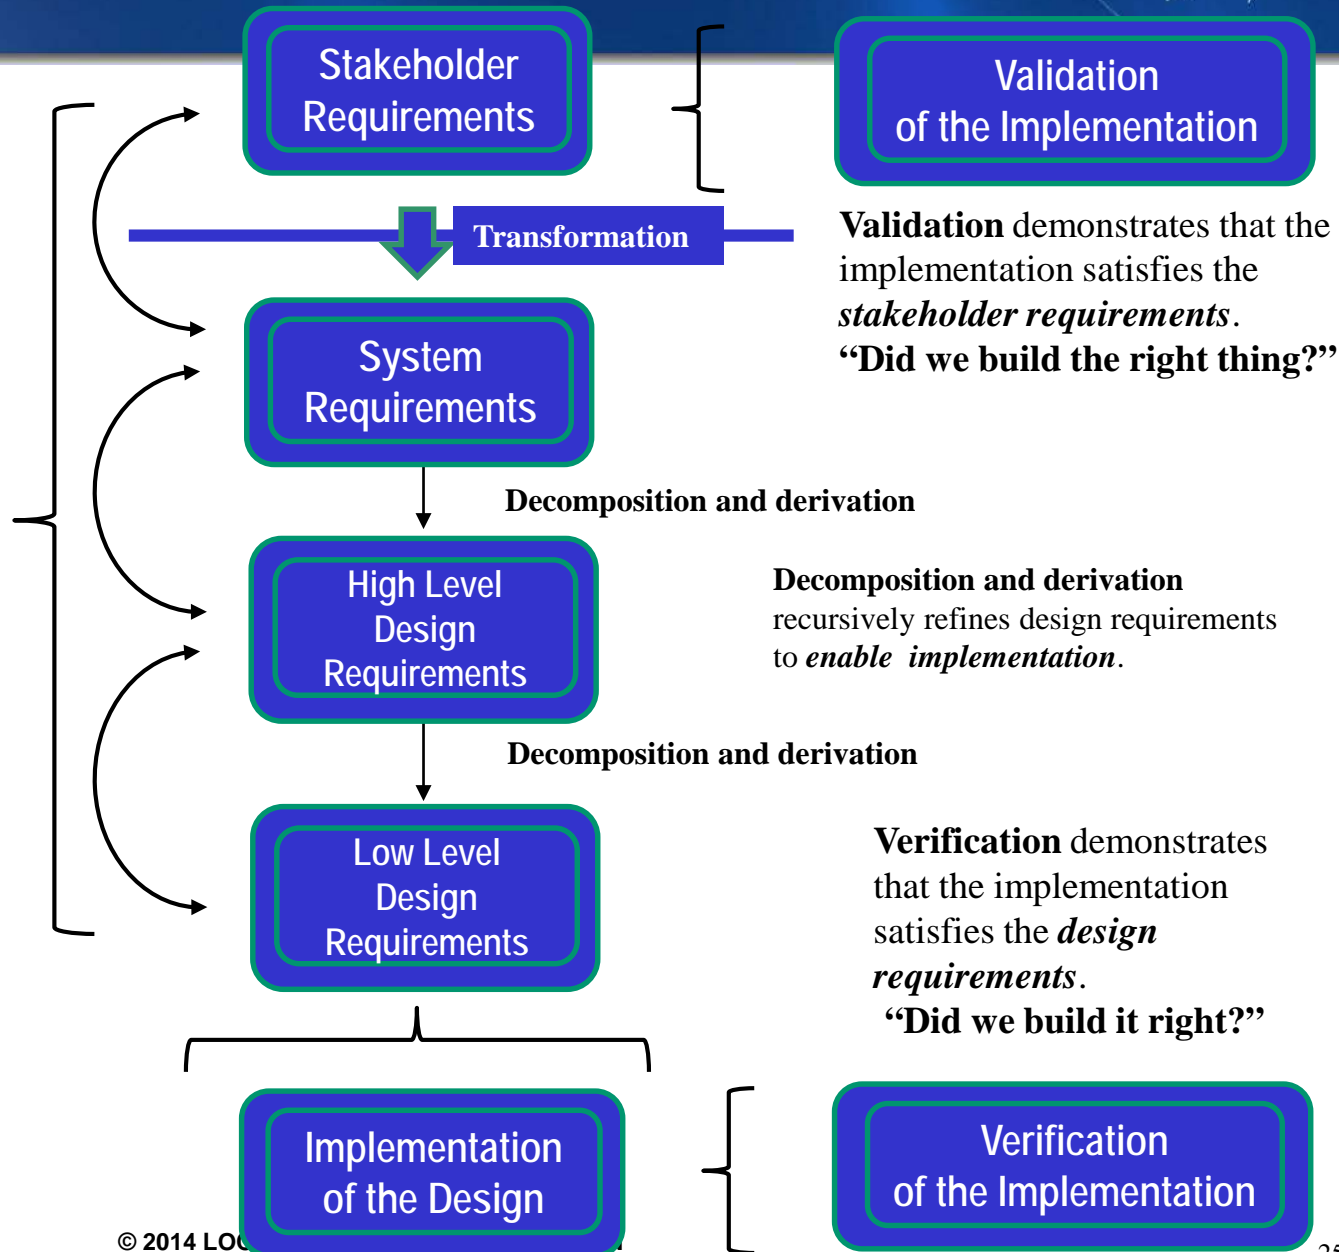 Stakeholder
Requirements
Validation
of the Implementation
Transformation
Validation demonstrates that the
implementation satisfies the
stakeholder requirements.
“Did we build the right thing?”
System
Requirements
Decomposition and derivation
High Level
Design
Requirements
Decomposition and derivation
recursively refines design requirements
to enable implementation.
Decomposition and derivation
Low Level
Design
Requirements
Verification demonstrates
that the implementation
satisfies the design
requirements.
“Did we build it right?”
Implementation
of the Design
Verification
of the Implementation
© 2014